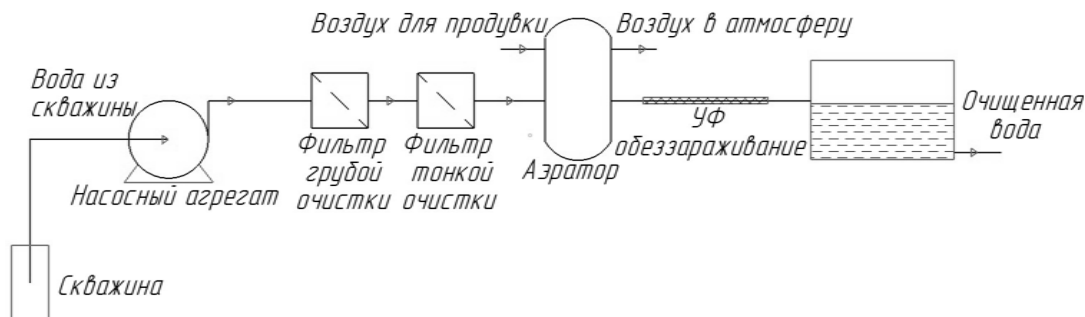 Воздух для продувки
Воздух в атмосферу
Вода из
скважины
Насосный агрегат
Фильтр
грубой
очистки
Фильтр
тонкой
очистки
Аэратор
УФ
обеззараживание
Очищенная
вода
Скважина